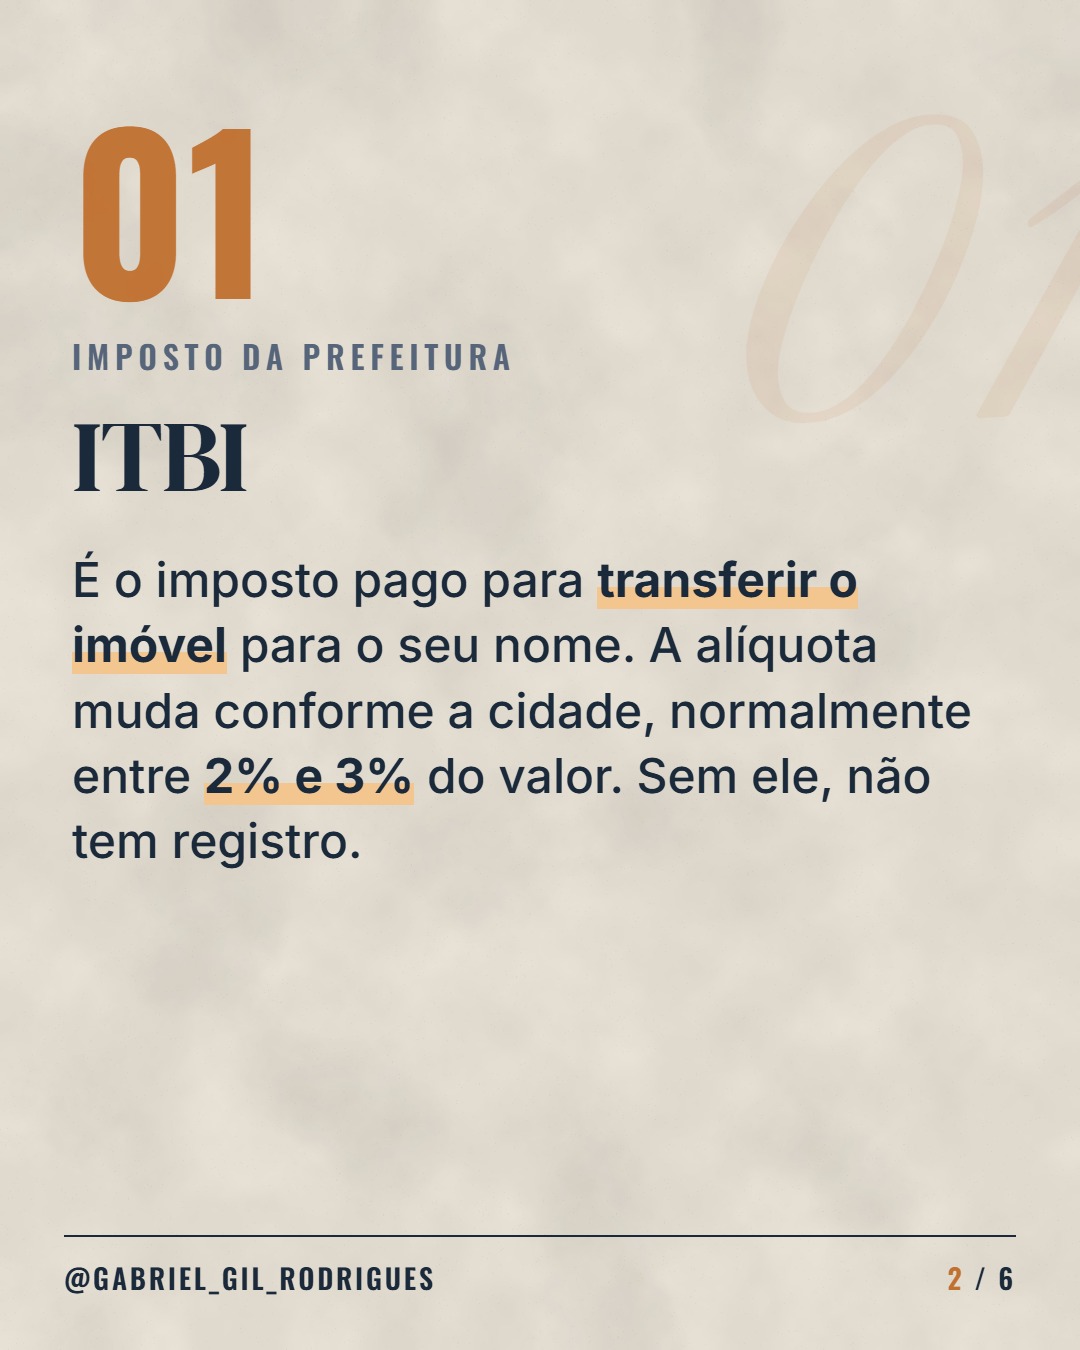 01
01
IMPOSTO DA PREFEITURA
ITBI
É o imposto pago para transferir o
imóvel para o seu nome. A alíquota
muda conforme a cidade, normalmente
entre 2% e 3% do valor. Sem ele, não
tem registro.
@GABRIEL_GIL_RODRIGUES
2 / 6